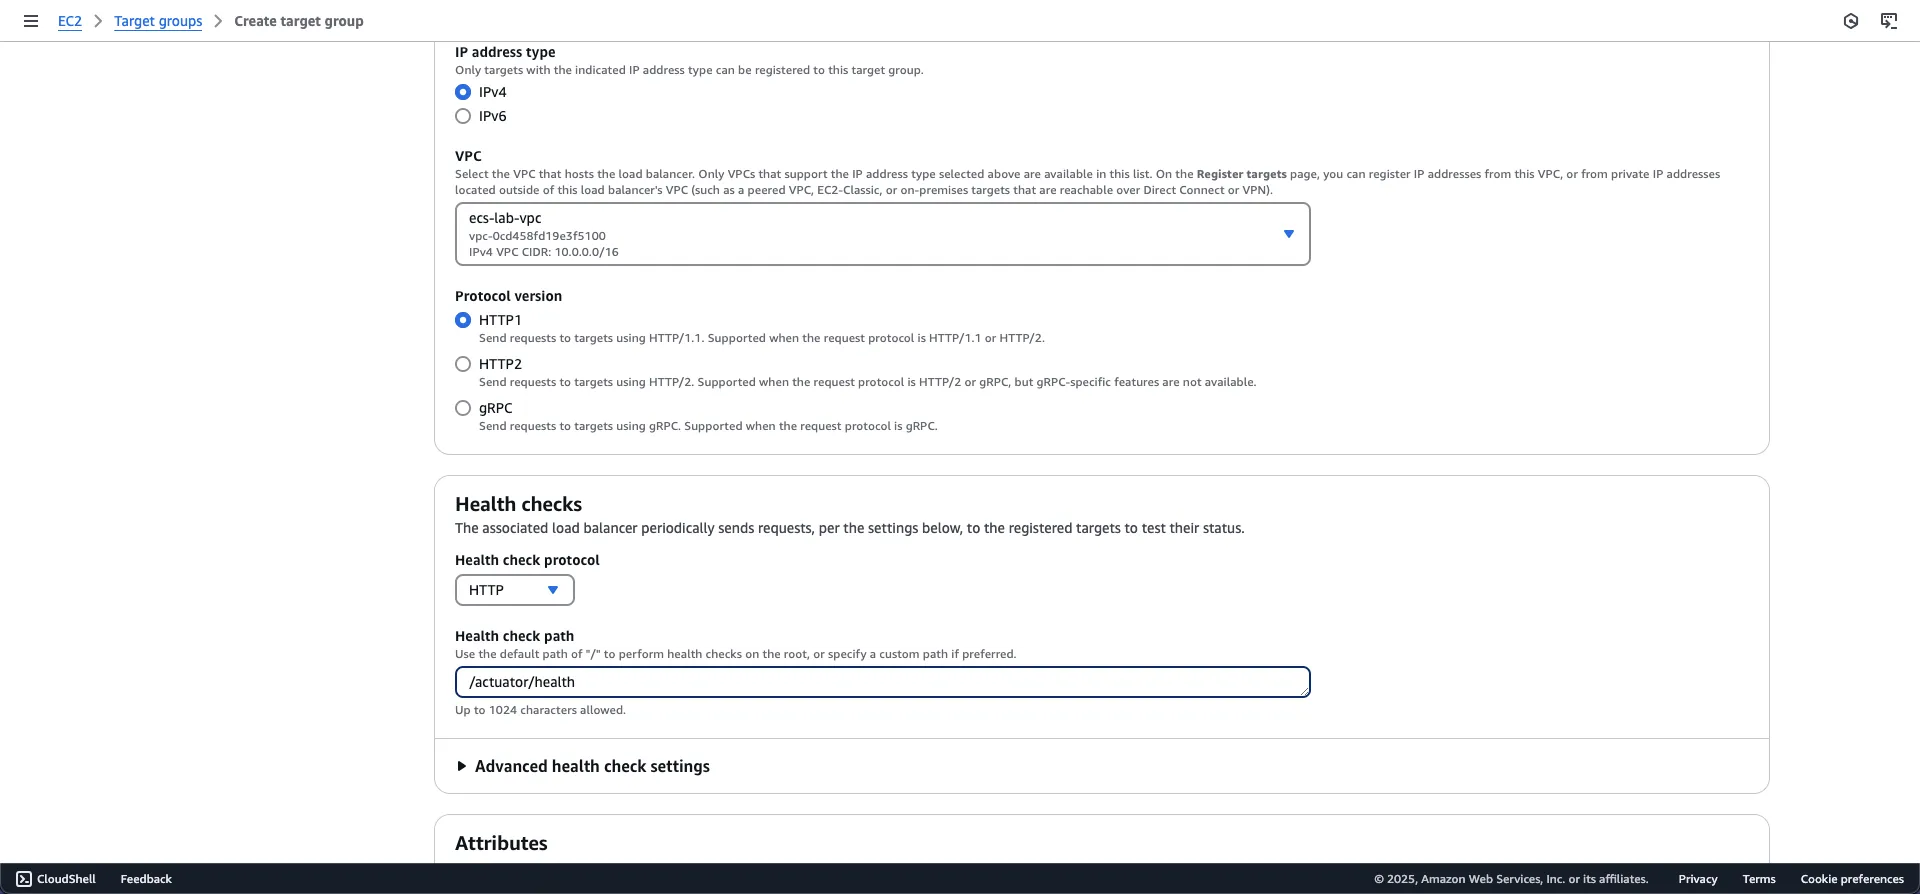 EC2 > Target groups > Create target group
IP address type
Only targets with the indicated IP address type can be registered to this target group.
IPv4
IPv6
VPC
Select the VPC that hosts the load balancer. Only VPCs that support the IP address type selected above are available in this list. On the Register targets page, you can register IP addresses from this VPC, or from private IP addresses
located outside of this load balancer's VPC (such as a peered VPC, EC2-Classic, or on-premises targets that are reachable over Direct Connect or VPN).
ecs-lab-vpc
vpc-0cd458fd19e3f5100
IPv4 VPC CIDR: 10.0.0.0/16
Protocol version
HTTP1
Send requests to targets using HTTP/1.1. Supported when the request protocol is HTTP/1.1 or HTTP/2.
HTTP2
Send requests to targets using HTTP/2. Supported when the request protocol is HTTP/2 or gRPC, but gRPC-specific features are not available.
gRPC
Send requests to targets using gRPC. Supported when the request protocol is gRPC.
Health checks
The associated load balancer periodically sends requests, per the settings below, to the registered targets to test their status.
Health check protocol
HTTP
Health check path
Use the default path of "/" to perform health checks on the root, or specify a custom path if preferred.
/actuator/health
Up to 1024 characters allowed.
Advanced health check settings
Attributes
CloudShell Feedback © 2025, Amazon Web Services, Inc. or its affiliates. Privacy Terms Cookie preferences